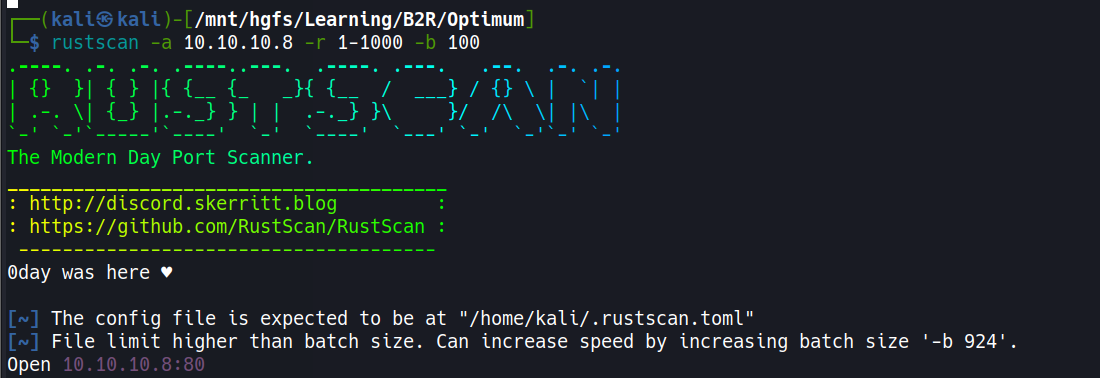 ┌──(kali㉿kali)-[/mnt/hgfs/Learning/B2R/Optimum]
└─$ rustscan -a 10.10.10.8 -r 1-1000 -b 100
.----. .-. .-. .----..---.  .----. .---.   .--.  .-. .-.
| {}  }| { } |{ {__ {_   _}{ {__  /  ___} / {} \ |  `| |
| .-. \| {_} |.-._} } | |  .-._} }\     }/  /\  \| |\  |
`-' `-'`-----'`----'  `-'  `----'  `---' `-'  `-'`-' `-'
The Modern Day Port Scanner.
________________________________________
: http://discord.skerritt.blog         :
: https://github.com/RustScan/RustScan :
 --------------------------------------
0day was here ♥
[~] The config file is expected to be at "/home/kali/.rustscan.toml"
[~] File limit higher than batch size. Can increase speed by increasing batch size '-b 924'.
Open 10.10.10.8:80